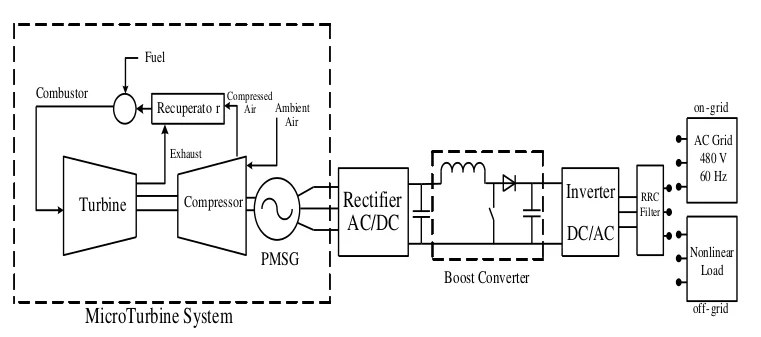 Fuel
Combustor
Recuperato r
Compressed
Air
Ambient
Air
Exhaust
Turbine
Compressor
PMSG
MicroTurbine System
Rectifier
AC/DC
Boost Converter
Inverter
DC/AC
RRC
Filter
on-grid
AC Grid
480 V
60 Hz
Nonlinear
Load
off-grid